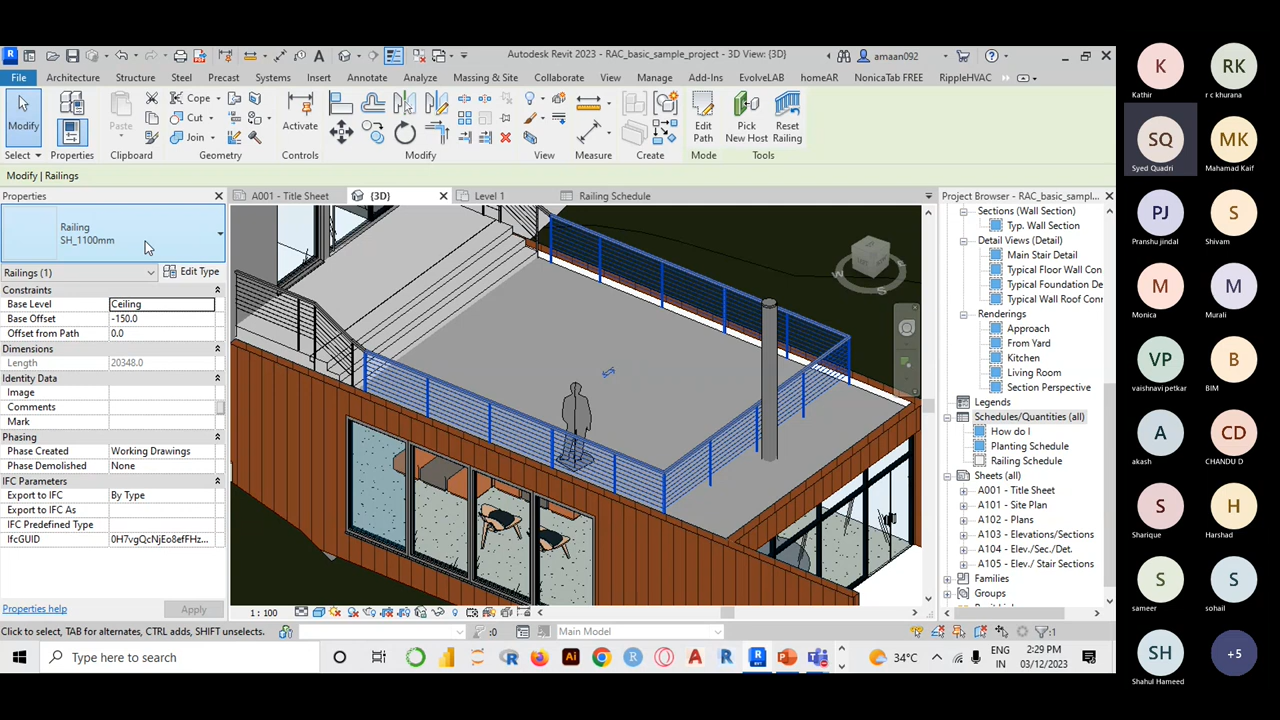 Autodesk Revit 2023 - RAC_basic_sample_project - 3D View: {3D}
amaan092
File
Architecture
Structure
Steel
Precast
Systems
Insert
Annotate
Analyze
Massing & Site
Collaborate
View
Manage
Add-Ins
EvolveLAB
homeAR
NonicaTab FREE
RippleHVAC
Modify
Paste
Properties
Cope
Cut
Join
Activate
Edit
Path
Pick
New Host
Reset
Railing
Select
Properties
Clipboard
Geometry
Controls
Modify
View
Measure
Create
Mode
Tools
Modify | Railings
Properties
A001 - Title Sheet
{3D}
Level 1
Railing Schedule
Project Browser - RAC_basic_sampl...
Railing
SH_1100mm
Railings (1)
Edit Type
Constraints
Base Level Ceiling
Base Offset -150.0
Offset from Path 0.0
Dimensions
Length 20348.0
Identity Data
Image
Comments
Mark
Phasing
Phase Created Working Drawings
Phase Demolished None
IFC Parameters
Export to IFC By Type
Export to IFC As
IFC Predefined Type
IfcGUID 0H7vgQcNjEo8efFHz...
Properties help
Apply
W
S
Sections (Wall Section)
Typ. Wall Section
Detail Views (Detail)
Main Stair Detail
Typical Floor Wall Con
Typical Foundation De
Typical Wall Roof Conr
Renderings
Approach
From Yard
Kitchen
Living Room
Section Perspective
Legends
Schedules/Quantities (all)
How do I
Planting Schedule
Railing Schedule
Sheets (all)
A001 - Title Sheet
A101 - Site Plan
A102 - Plans
A103 - Elevations/Sections
A104 - Elev./Sec./Det.
A105 - Elev./ Stair Sections
Families
Groups
1 : 100
Click to select, TAB for alternates, CTRL adds, SHIFT unselects.
:0
Main Model
:1
Type here to search
34°C
ENG
IN
2:29 PM
03/12/2023
K
Kathir
RK
r c khurana
SQ
Syed Quadri
MK
Mahamad Kaif
PJ
Pranshu jindal
S
Shivam
M
Monica
M
Murali
VP
vaishnavi petkar
B
BIM
A
akash
CD
CHANDU D
S
Sharique
H
Harshad
S
sameer
S
sohail
SH
Shahul Hameed
+5